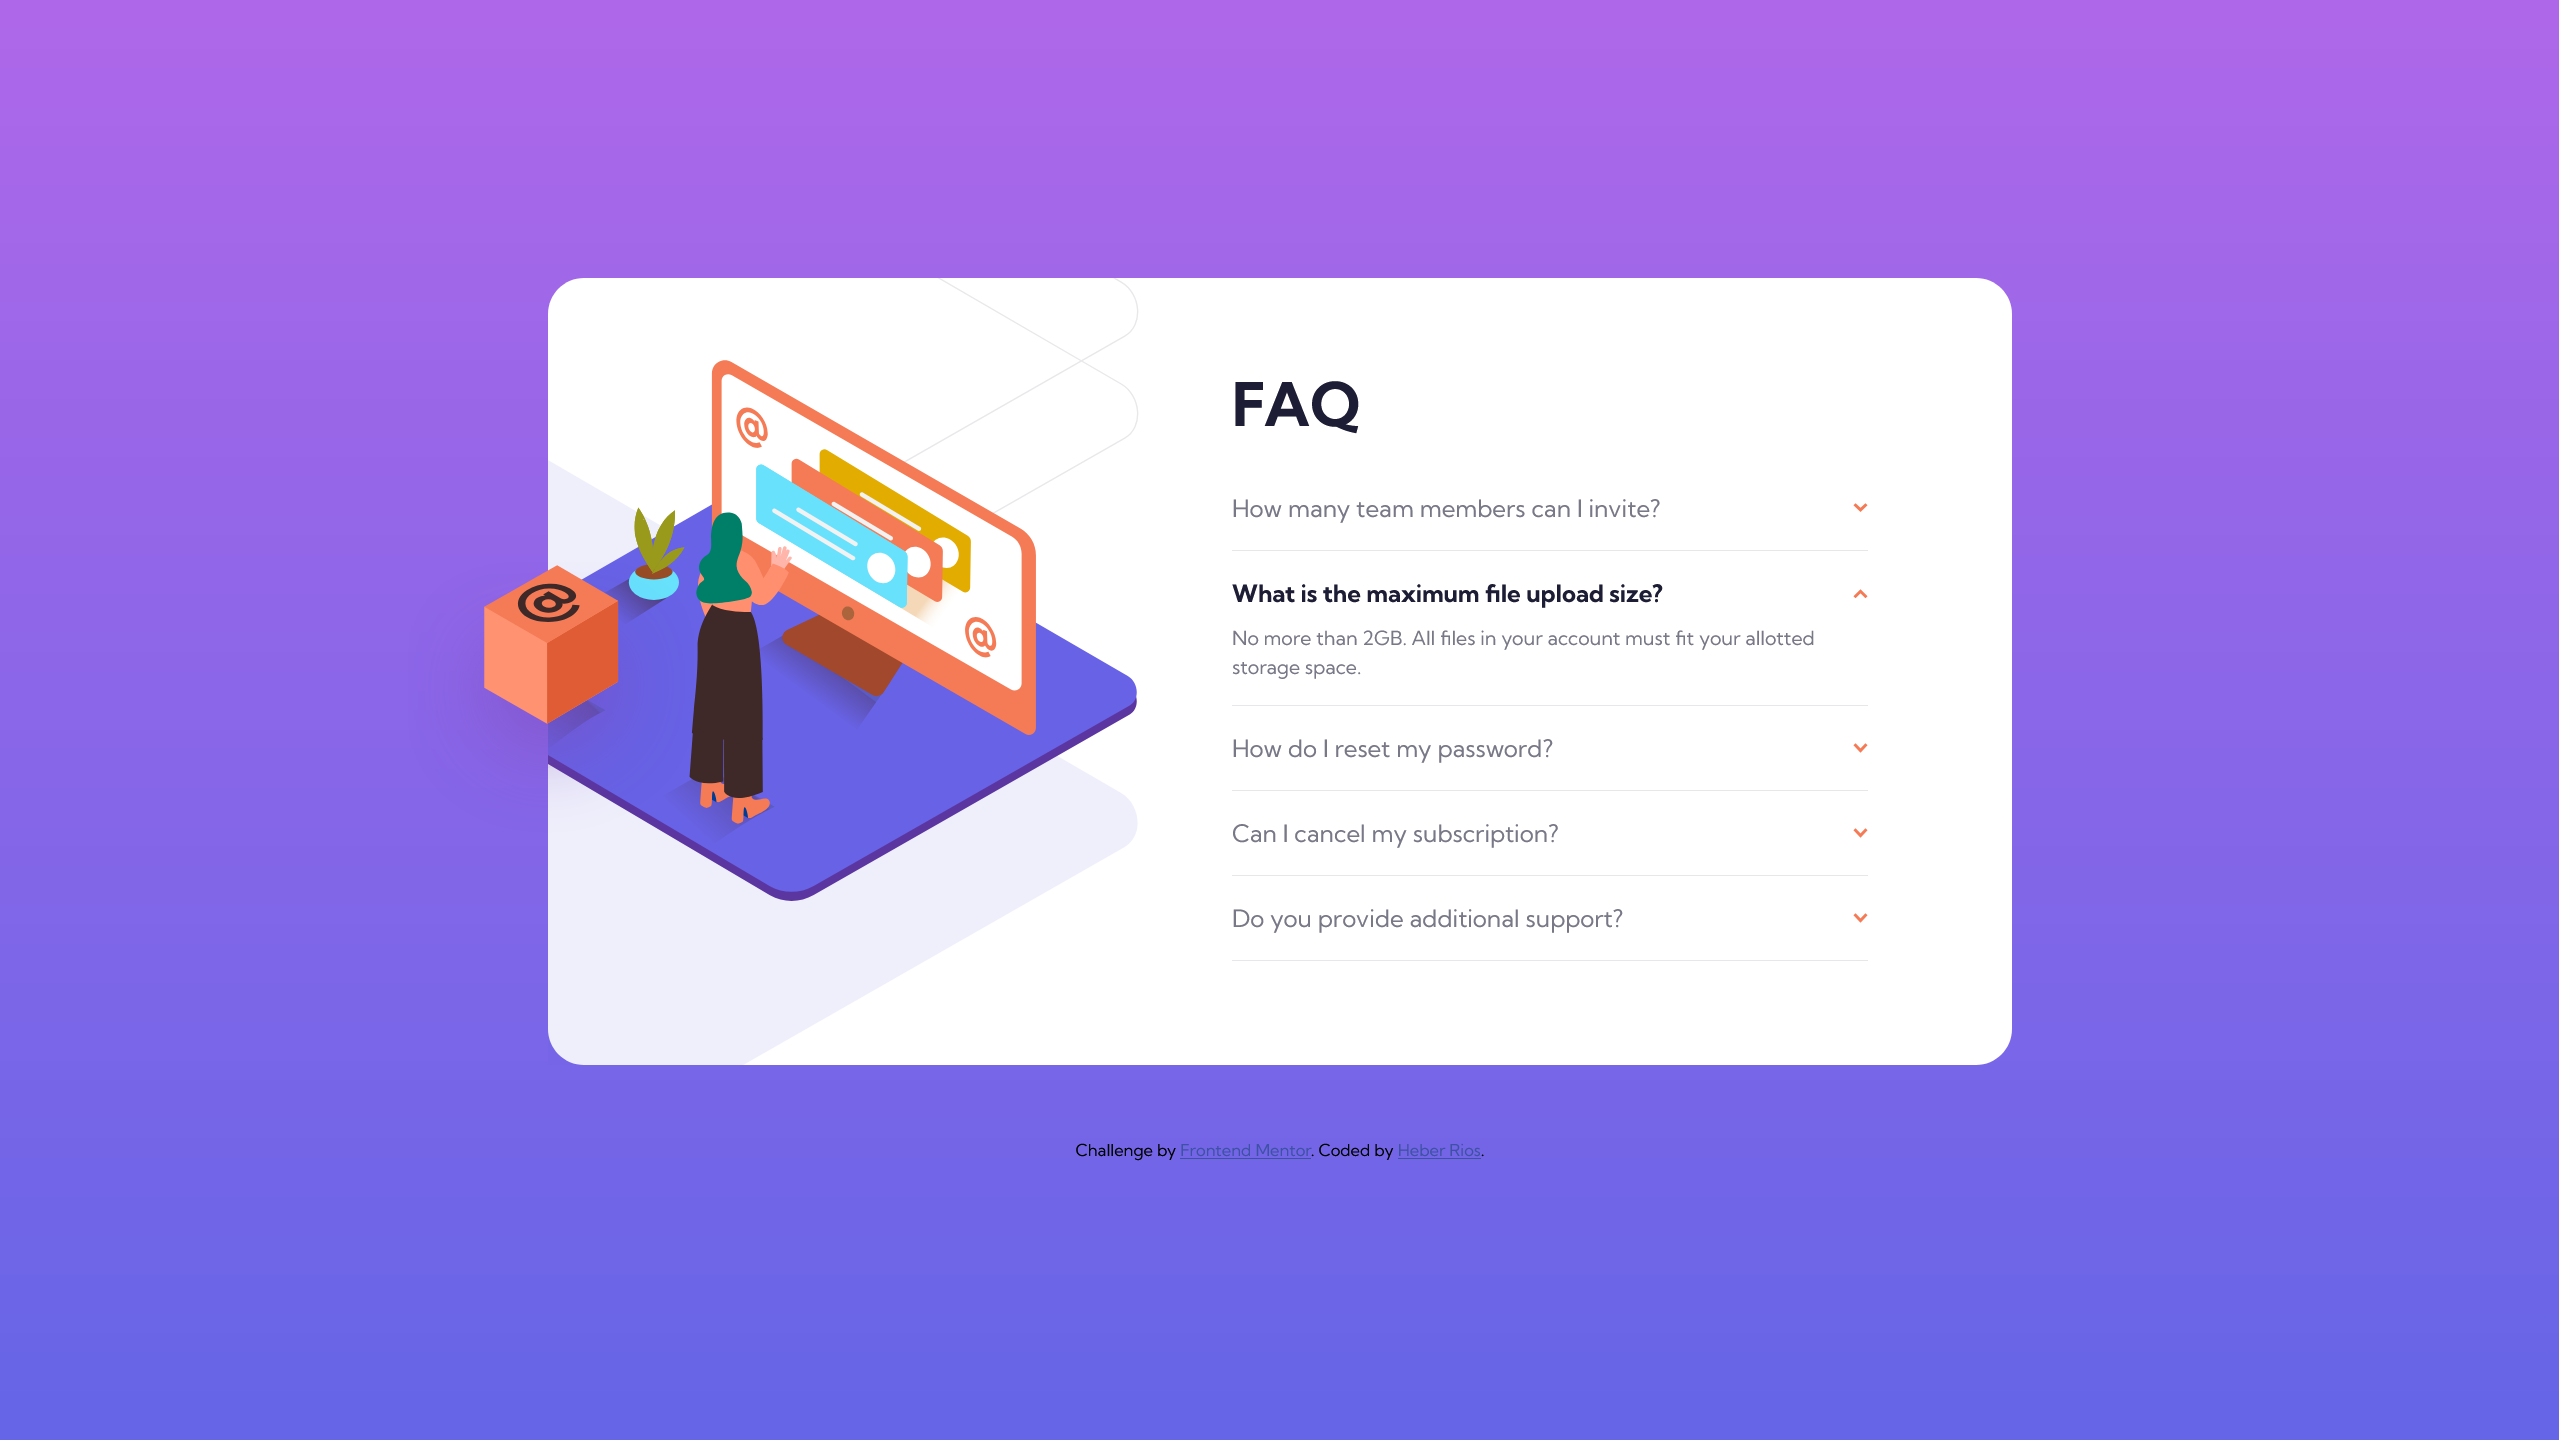 @
@
@
FAQ
How many team members can I invite?
What is the maximum file upload size?
No more than 2GB. All files in your account must fit your allotted
storage space.
How do I reset my password?
Can I cancel my subscription?
Do you provide additional support?
Challenge by Frontend Mentor. Coded by Heber Rios.